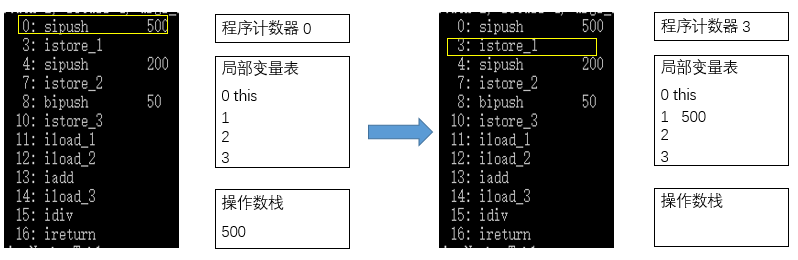 0: sipush 500
3: istore_1
4: sipush 200
7: istore_2
8: bipush 50
10: istore_3
11: iload_1
12: iload_2
13: iadd
14: iload_3
15: idiv
16: ireturn
程序计数器 0
局部变量表
0 this
1
2
3
操作数栈
500
0: sipush 500
3: istore_1
4: sipush 200
7: istore_2
8: bipush 50
10: istore_3
11: iload_1
12: iload_2
13: iadd
14: iload_3
15: idiv
16: ireturn
程序计数器 3
局部变量表
0 this
1 500
2
3
操作数栈